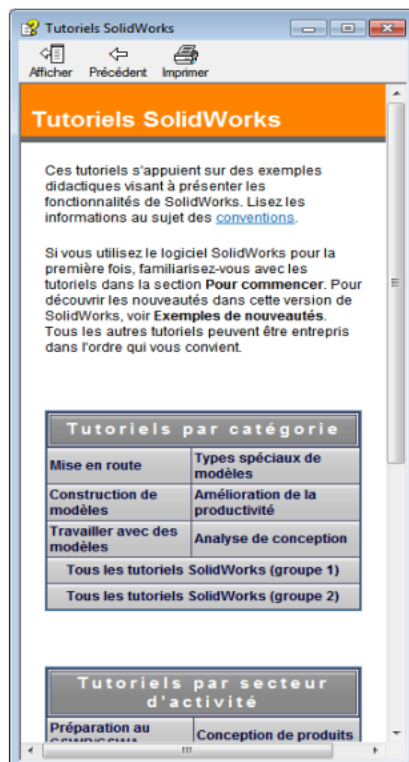 Tutoriels SolidWorks
Afficher Précédent Imprimer
Tutoriels SolidWorks
Ces tutoriels s'appuient sur des exemples
didactiques visant à présenter les
fonctionnalités de SolidWorks. Lisez les
informations au sujet des conventions.
Si vous utilisez le logiciel SolidWorks pour la
première fois, familiarisez-vous avec les
tutoriels dans la section Pour commencer. Pour
découvrir les nouveautés dans cette version de
SolidWorks, voir Exemples de nouveautés.
Tous les autres tutoriels peuvent être entrepris
dans l'ordre qui vous convient.
Tutoriels par catégorie
Mise en route
Types spéciaux de
modèles
Construction de
modèles
Amélioration de la
productivité
Travailler avec des
modèles
Analyse de conception
Tous les tutoriels SolidWorks (groupe 1)
Tous les tutoriels SolidWorks (groupe 2)
Tutoriels par secteur
d'activité
Préparation au
Conception de produits